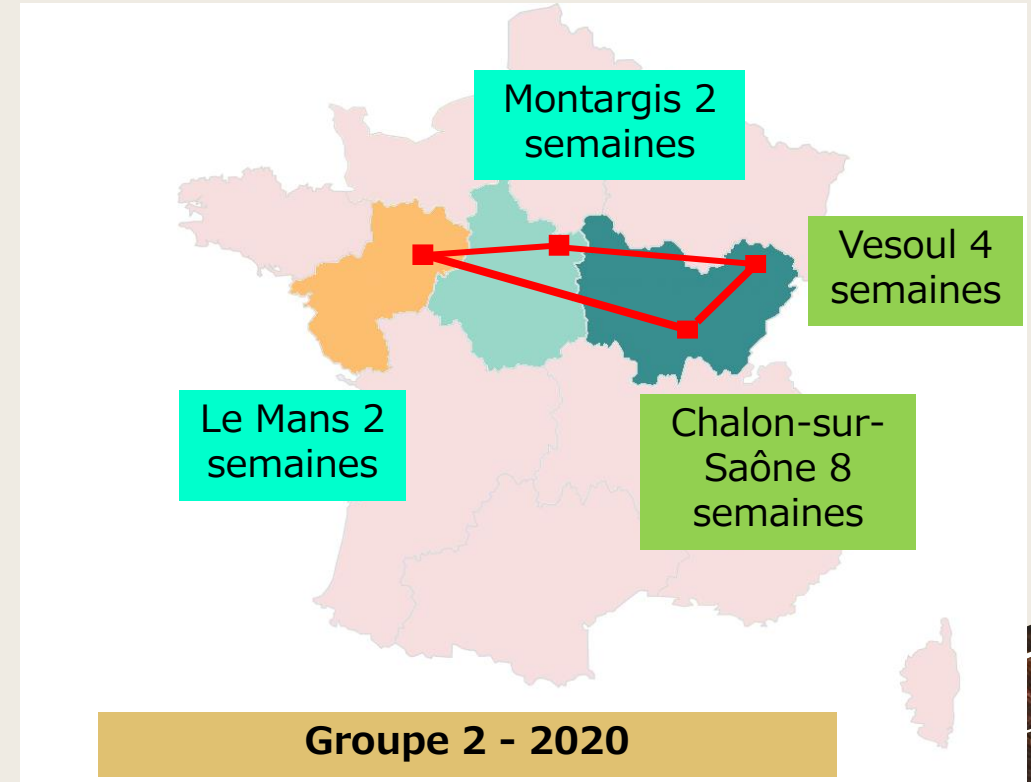 Montargis 2
semaines
Vesoul 4
semaines
Le Mans 2
semaines
Chalon-sur-
Saône 8
semaines
Groupe 2 - 2020